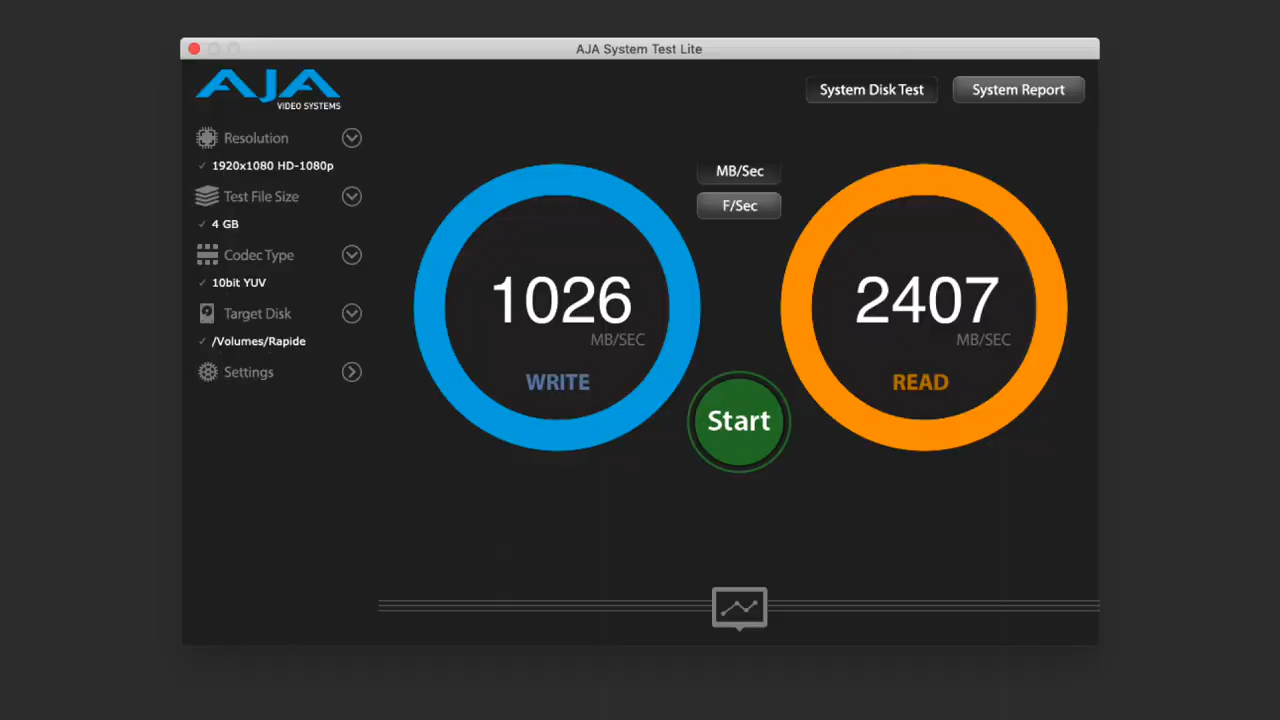 AJA System Test Lite
AJA
VIDEO SYSTEMS
System Disk Test
System Report
Resolution
1920x1080 HD-1080p
Test File Size
4 GB
Codec Type
10bit YUV
Target Disk
/Volumes/Rapide
Settings
MB/Sec
F/Sec
1026
MB/SEC
WRITE
2407
MB/SEC
READ
Start